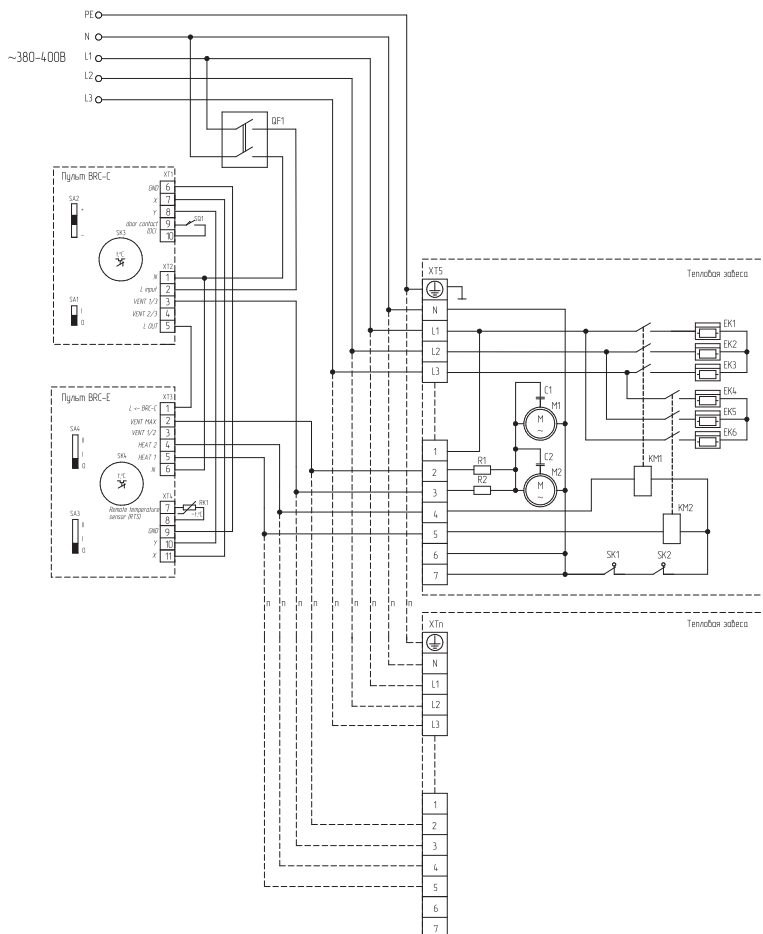 PE
N
~380-400В
L1
L2
L3
QF1
Пульт BRC-C
XT1
SA2
+
-
GND 6
X 7
Y 8
door contact (DC) 9
SQ1
10
SK3
t,°C
XT2
N 1
L input 2
VENT 1/3 3
VENT 2/3 4
L OUT 5
SA1
I
0
Пульт BRC-E
XT3
L <- BRC-C 1
VENT MAX 2
VENT 1/2 3
HEAT 2 4
HEAT 1 5
N 6
SA4
II
I
0
SK4
t,°C
XT4
Remote temperature
sensor (RTS)
7
RK1
-t,°C
8
GND 9
Y 10
X 11
SA3
II
I
0
XT5
Тепловая завеса
N
L1
L2
L3
EK1
EK2
EK3
EK4
EK5
EK6
C1
M1
M
~
C2
M2
M
~
R1
R2
KM1
KM2
SK1
SK2
1
2
3
4
5
6
7
n
n
n
n
n
n
n
n
n
XTn
Тепловая завеса
N
L1
L2
L3
1
2
3
4
5
6
7